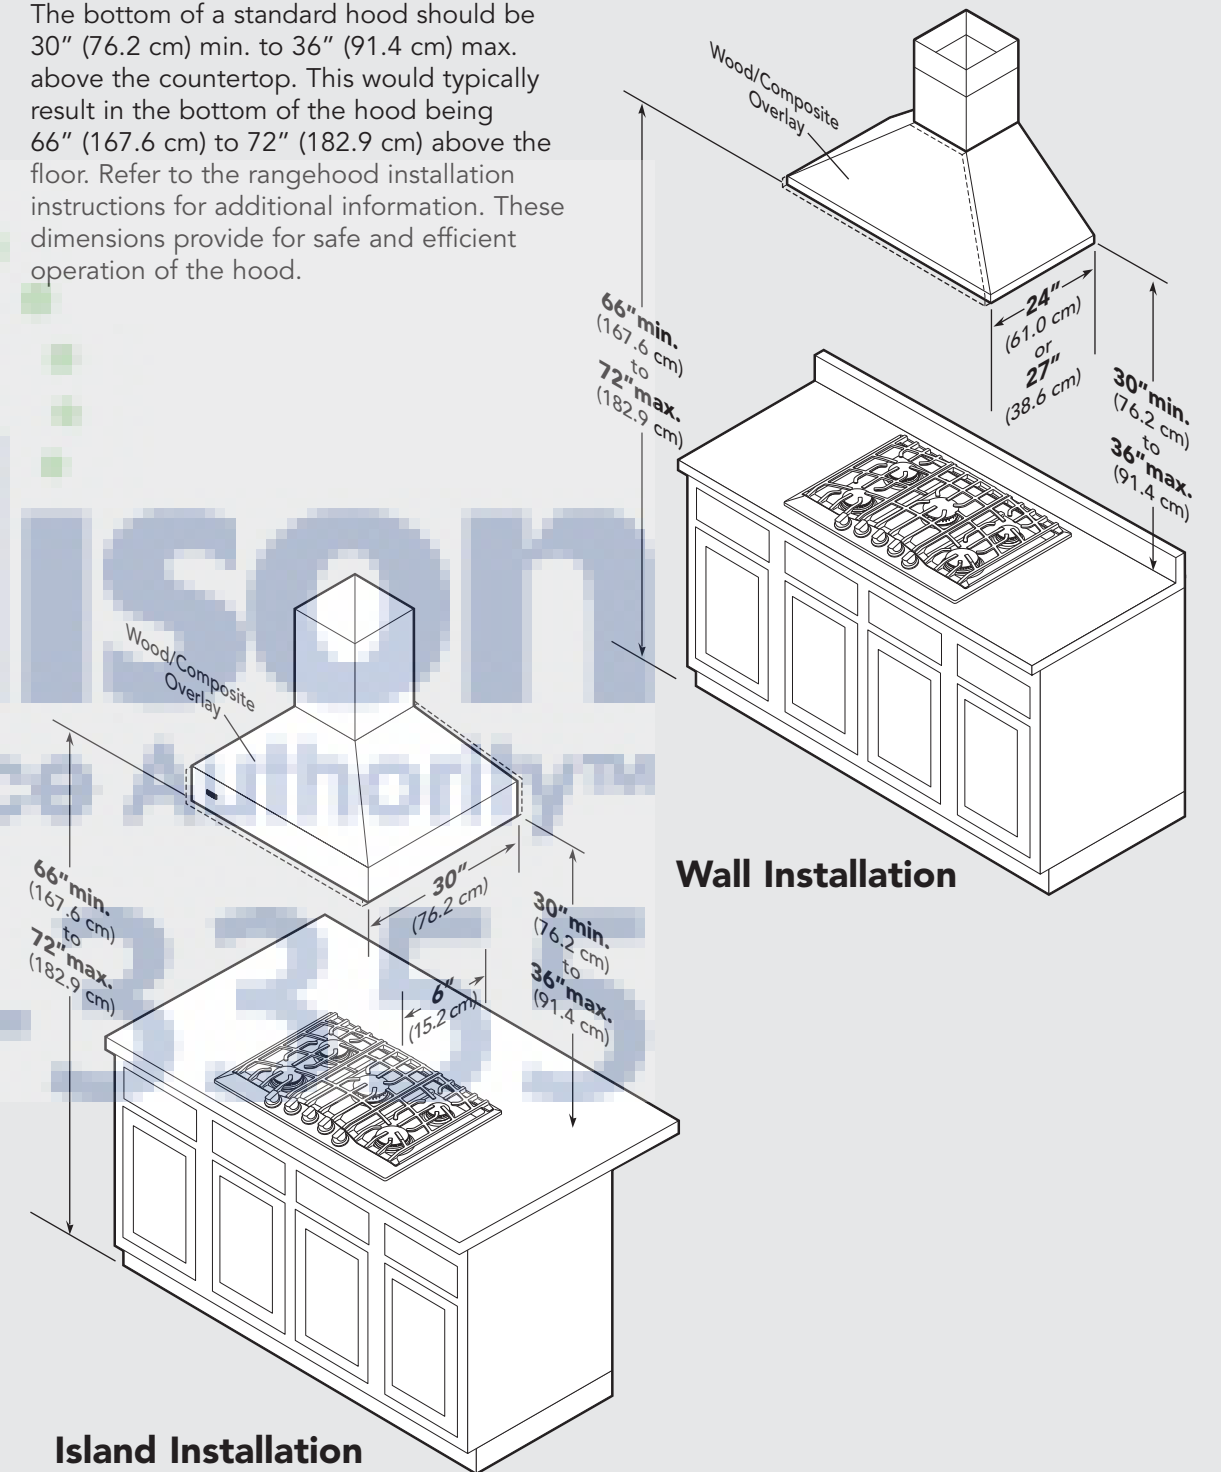 The bottom of a standard hood should be
30” (76.2 cm) min. to 36” (91.4 cm) max.
above the countertop. This would typically
result in the bottom of the hood being
66” (167.6 cm) to 72” (182.9 cm) above the
floor. Refer to the rangehood installation
instructions for additional information. These
dimensions provide for safe and efficient
operation of the hood.
Wood/Composite
Overlay
66” min.
(167.6 cm)
to
72” max.
(182.9 cm)
24”
(61.0 cm)
or
27”
(38.6 cm)
30” min.
(76.2 cm)
to
36” max.
(91.4 cm)
Wall Installation
Wood/Composite
Overlay
66” min.
(167.6 cm)
to
72” max.
(182.9 cm)
30”
(76.2 cm)
6”
(15.2 cm)
30” min.
(76.2 cm)
to
36” max.
(91.4 cm)
Island Installation
ison
ce Authority™
-3355